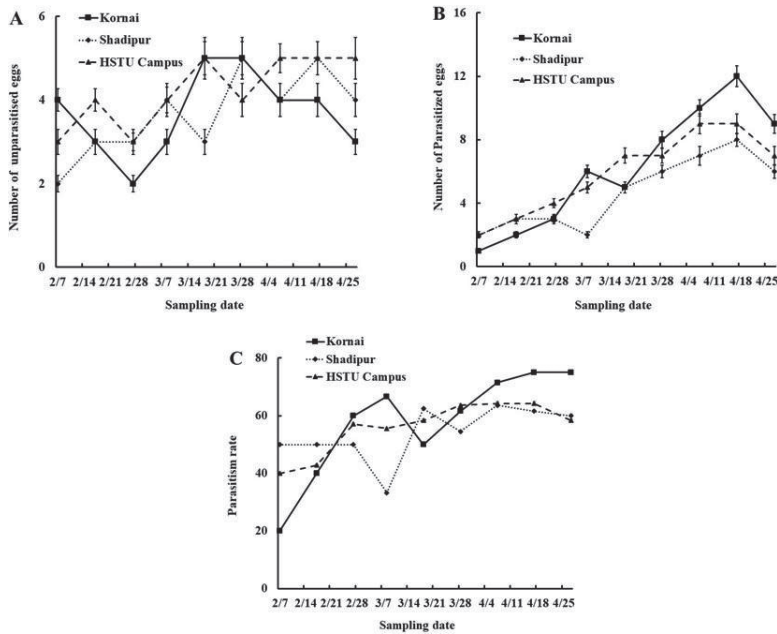 A
Kornai
Shadipur
HSTU Campus
Number of unparasitised eggs
6
4
2
0
2/7 2/14 2/21 2/28 3/7 3/14 3/21 3/28 4/4 4/11 4/18 4/25
Sampling date
B
Kornai
Shadipur
HSTU Campus
Number of Parasitized eggs
16
12
8
4
0
2/7 2/14 2/21 2/28 3/7 3/14 3/21 3/28 4/4 4/11 4/18 4/25
Sampling date
C
Kornai
Shadipur
HSTU Campus
Parasitism rate
80
60
40
20
0
2/7 2/14 2/21 2/28 3/7 3/14 3/21 3/28 4/4 4/11 4/18 4/25
Sampling date